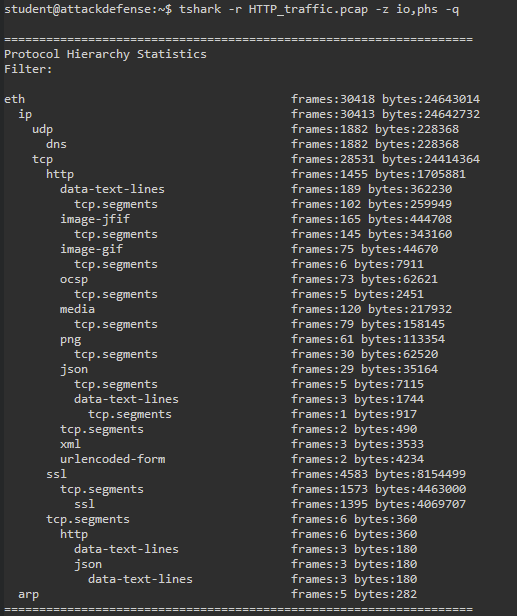 student@attackdefense:~$ tshark -r HTTP_traffic.pcap -z io,phs -q
===================================================================
Protocol Hierarchy Statistics
Filter:
eth frames:30418 bytes:24643014
ip frames:30413 bytes:24642732
udp frames:1882 bytes:228368
dns frames:1882 bytes:228368
tcp frames:28531 bytes:24414364
http frames:1455 bytes:1705881
data-text-lines frames:189 bytes:362230
tcp.segments frames:102 bytes:259949
image-jfif frames:165 bytes:444708
tcp.segments frames:145 bytes:343160
image-gif frames:75 bytes:44670
tcp.segments frames:6 bytes:7911
ocsp frames:73 bytes:62621
tcp.segments frames:5 bytes:2451
media frames:120 bytes:217932
tcp.segments frames:79 bytes:158145
png frames:61 bytes:113354
tcp.segments frames:30 bytes:62520
json frames:29 bytes:35164
tcp.segments frames:5 bytes:7115
data-text-lines frames:3 bytes:1744
tcp.segments frames:1 bytes:917
tcp.segments frames:2 bytes:490
xml frames:3 bytes:3533
urlencoded-form frames:2 bytes:4234
ssl frames:4583 bytes:8154499
tcp.segments frames:1573 bytes:4463000
ssl frames:1395 bytes:4069707
tcp.segments frames:6 bytes:360
http frames:6 bytes:360
data-text-lines frames:3 bytes:180
json frames:3 bytes:180
data-text-lines frames:3 bytes:180
arp frames:5 bytes:282
===================================================================